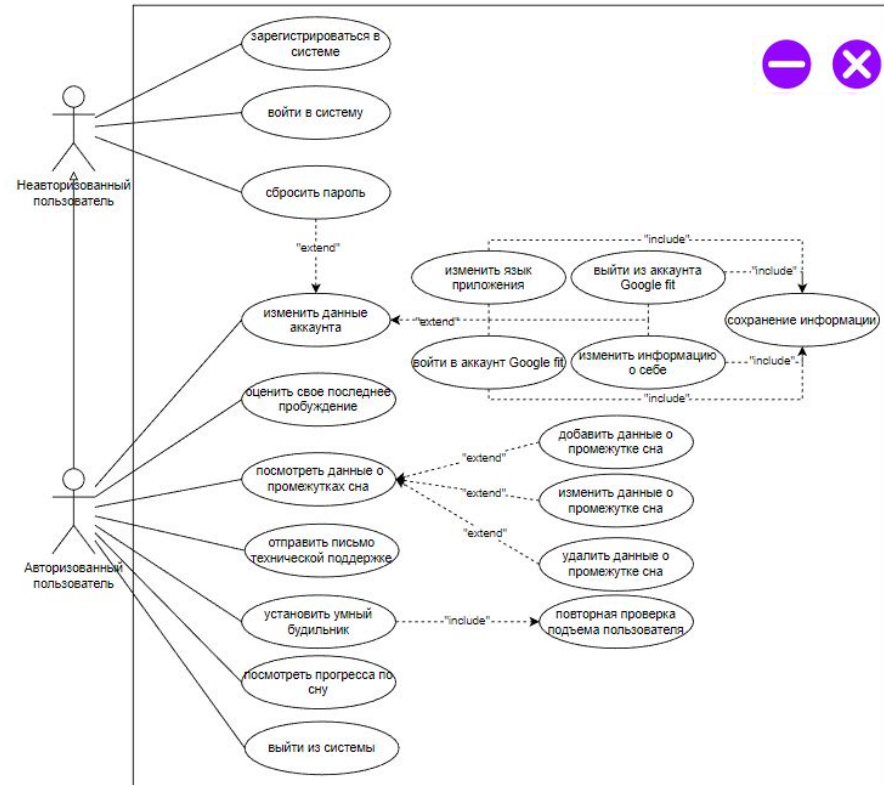 зарегистрироваться в
системе
войти в систему
Неавторизованный
пользователь
сбросить пароль
"extend"
"include"
изменить язык
приложения
выйти из аккаунта
Google fit
"include"
изменить данные
аккаунта
"extend"
сохранение информации
войти в аккаунт Google fit
изменить информацию
о себе
"include"
"include"
оценить свое последнее
пробуждение
добавить данные о
промежутке сна
"extend"
посмотреть данные о
промежутках сна
"extend"
изменить данные о
промежутке сна
"extend"
отправить письмо
технической поддержке
удалить данные о
промежутке сна
Авторизованный
пользователь
установить умный
будильник
"include"
повторная проверка
подъема пользователя
посмотреть прогресса по
сну
выйти из системы